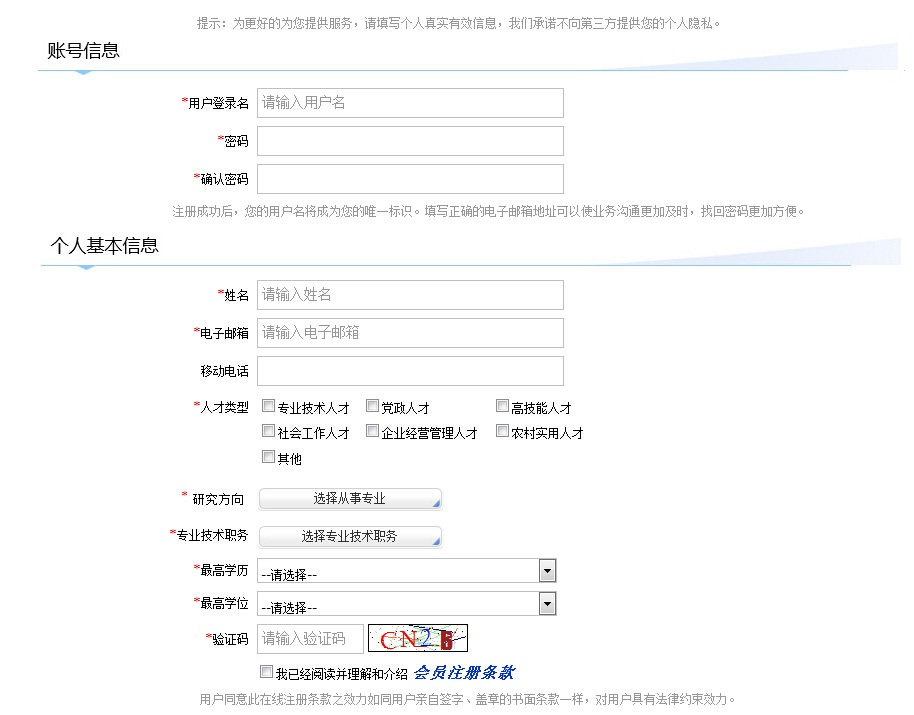 提示：为更好的为您提供服务，请填写个人真实有效信息，我们承诺不向第三方提供您的个人隐私。
账号信息
*用户登录名 请输入用户名
*密码
*确认密码
注册成功后，您的用户名将成为您的唯一标识。填写正确的电子邮箱地址可以使业务沟通更加及时，找回密码更加方便。
个人基本信息
*姓名 请输入姓名
*电子邮箱 请输入电子邮箱
移动电话
*人才类型 专业技术人才 党政人才 高技能人才
社会工作人才 企业经营管理人才 农村实用人才
其他
* 研究方向 选择从事专业
*专业技术职务 选择专业技术职务
*最高学历 --请选择--
*最高学位 --请选择--
*验证码 请输入验证码 CN2
我已经阅读并理解和介绍 会员注册条款
用户同意此在线注册条款之效力如同用户亲自签字、盖章的书面条款一样，对用户具有法律约束效力。